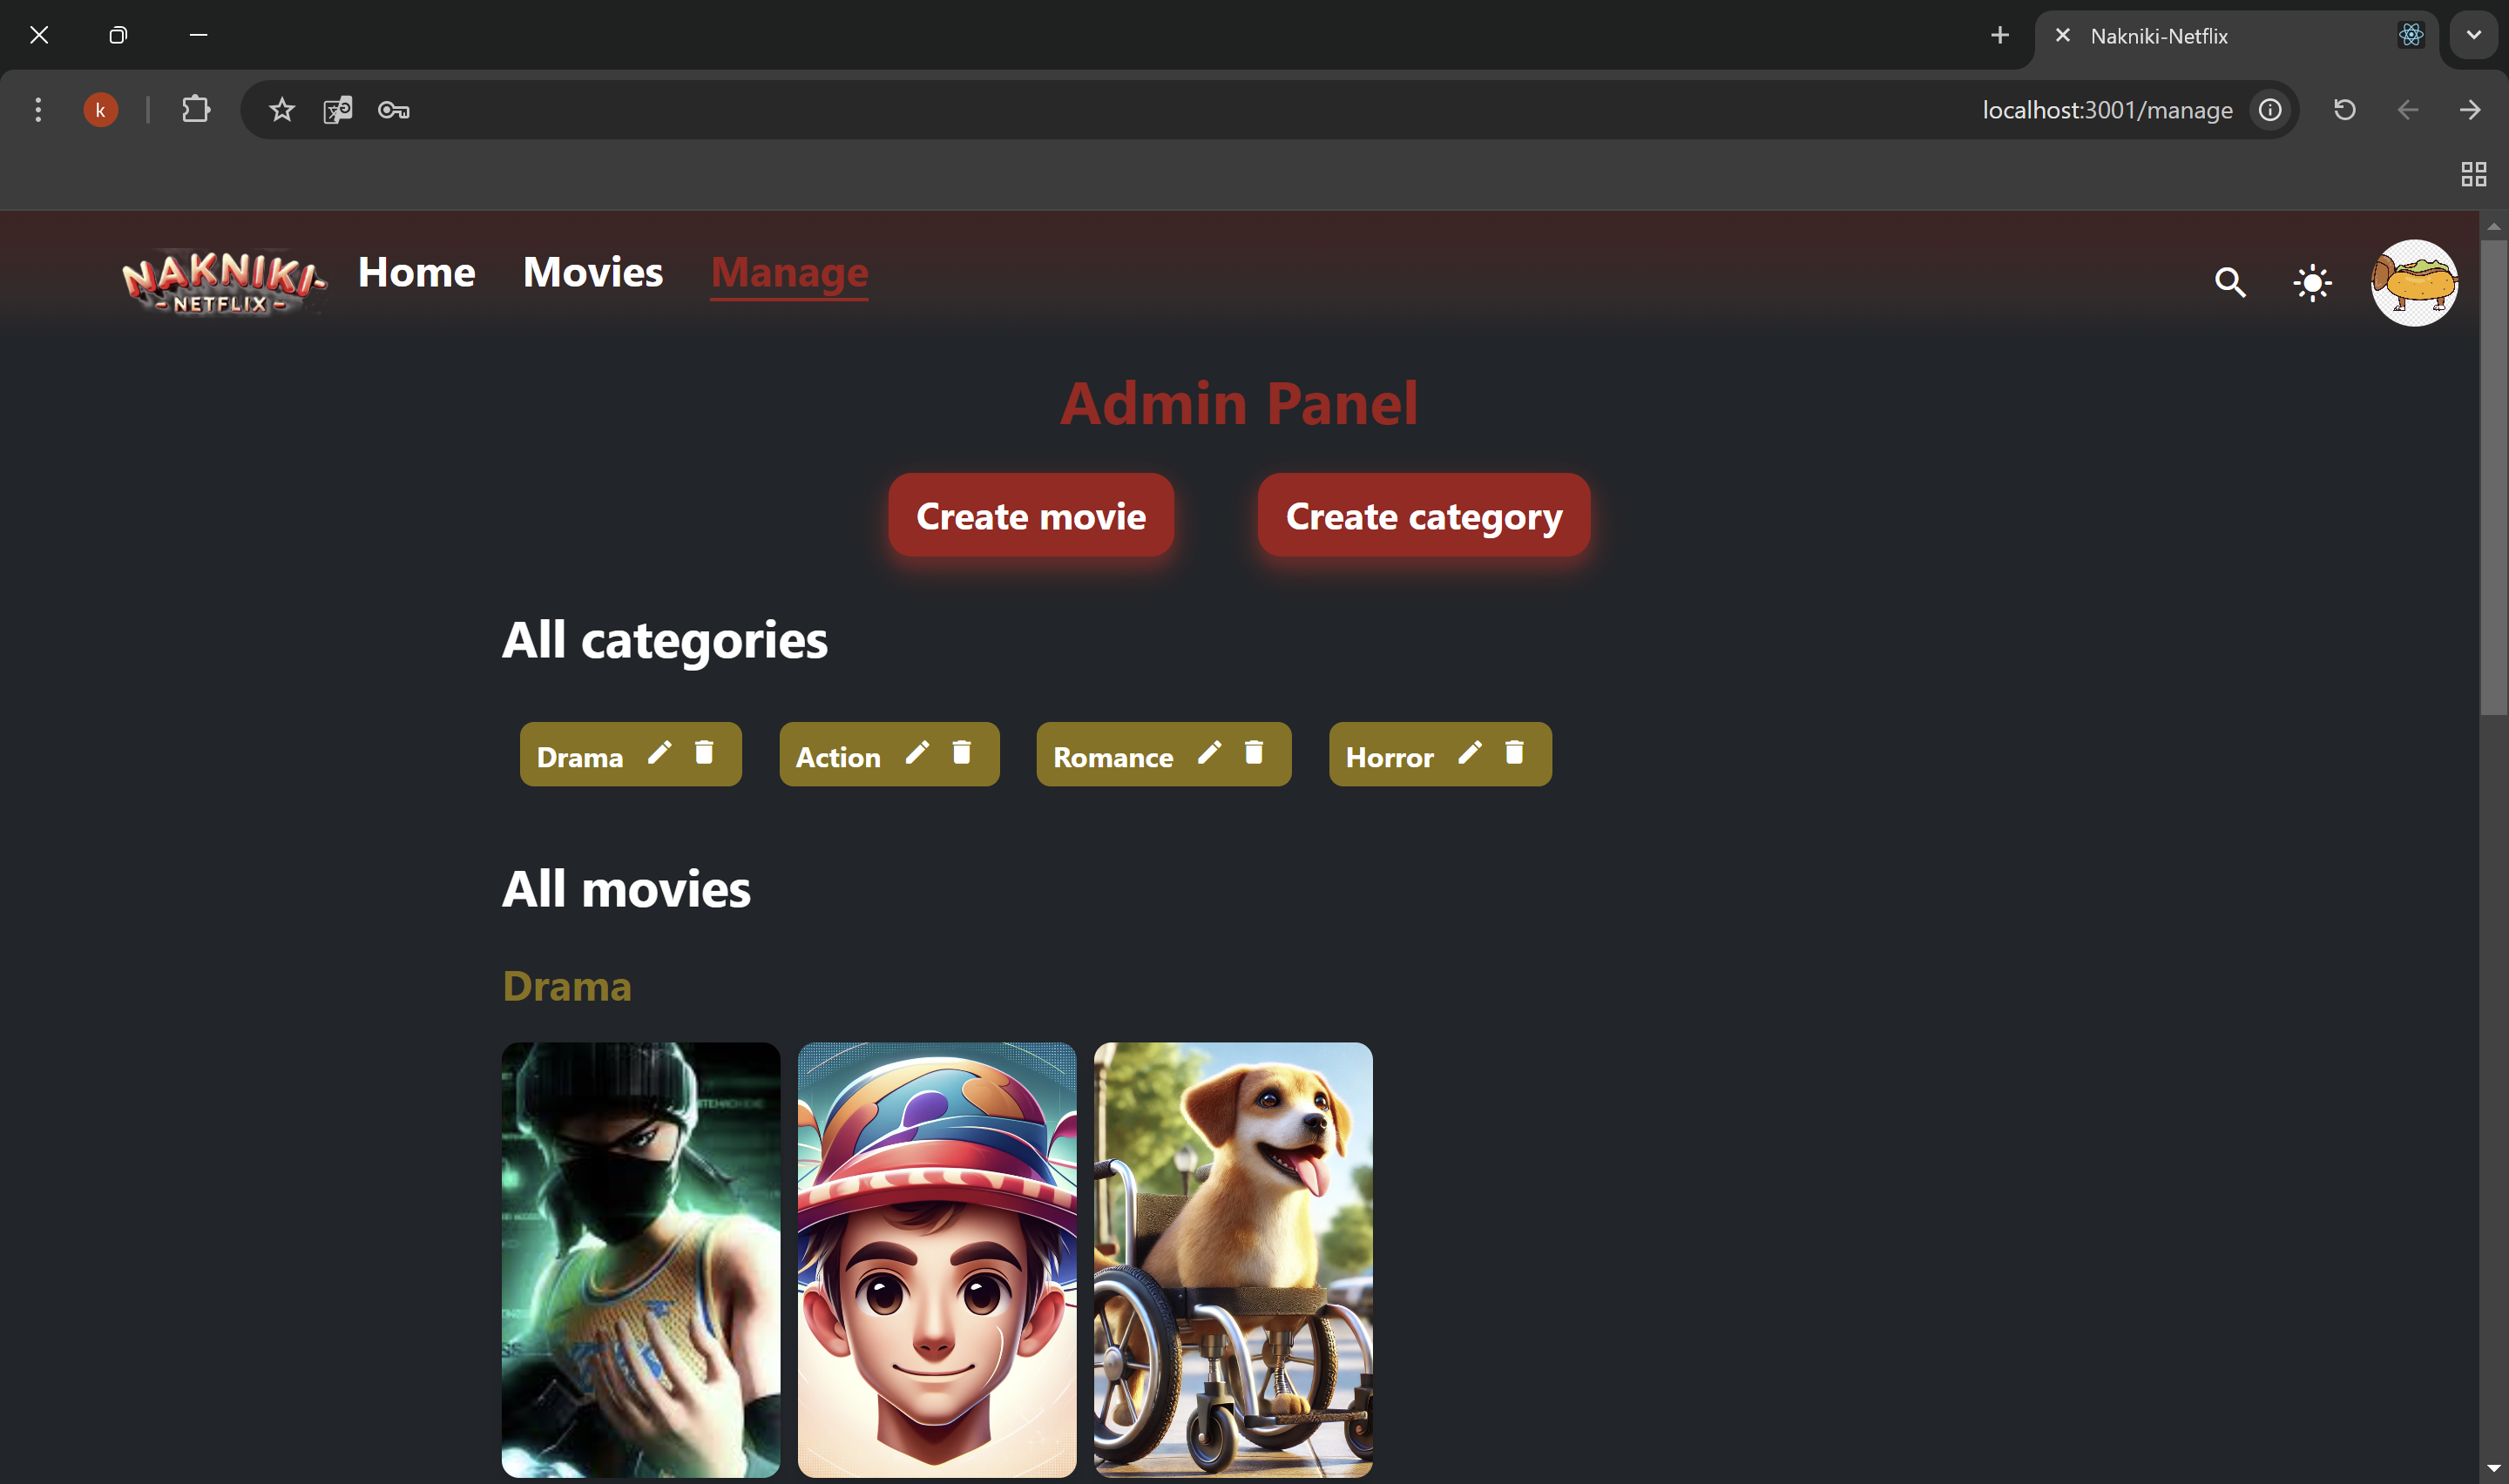 Nakniki-Netflix
k
localhost:3001/manage
NAKNIKI
- NETFLIX -
Home
Movies
Manage
Admin Panel
Create movie
Create category
All categories
Drama
Action
Romance
Horror
All movies
Drama